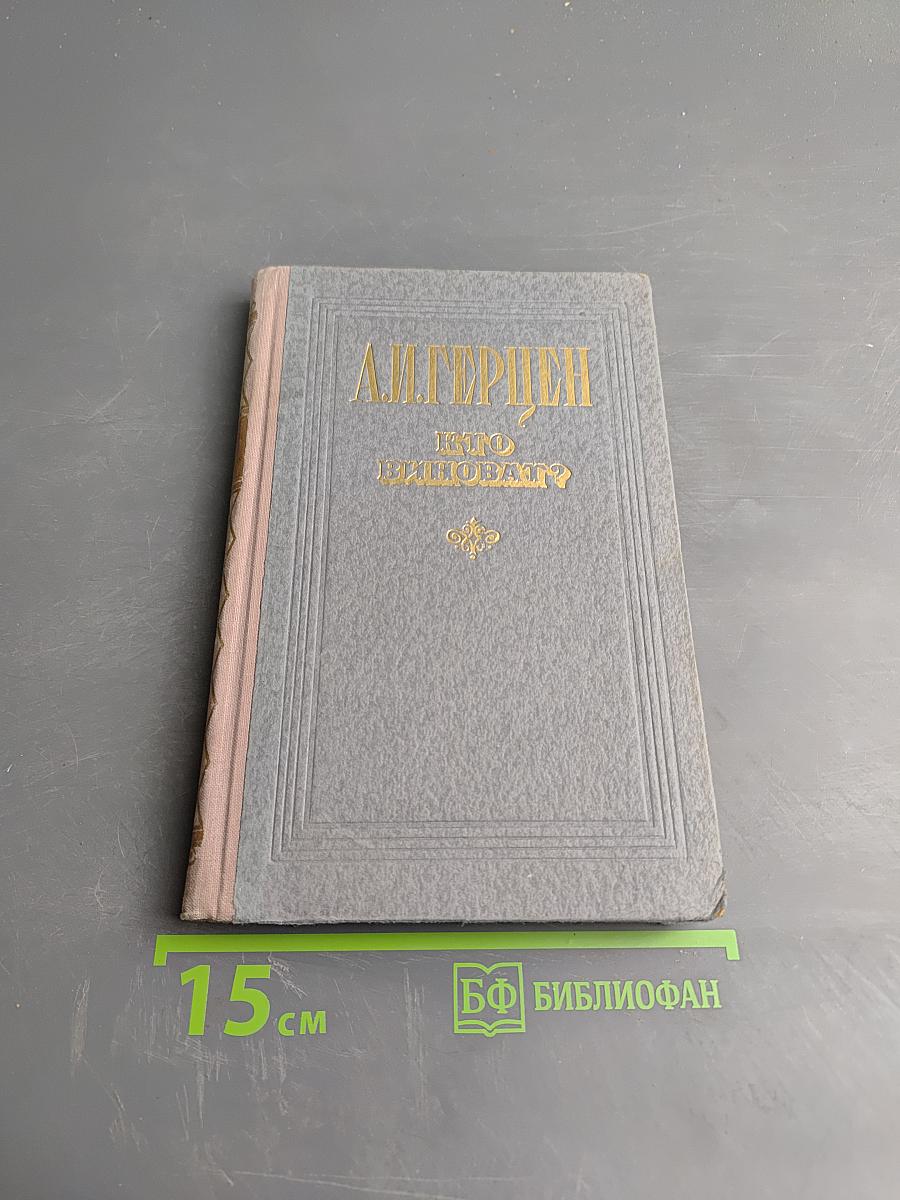 А.И.ГЕРЦЕН
КТО
ВИНОВАТ?
15 см
БФ БИБЛИОФАН